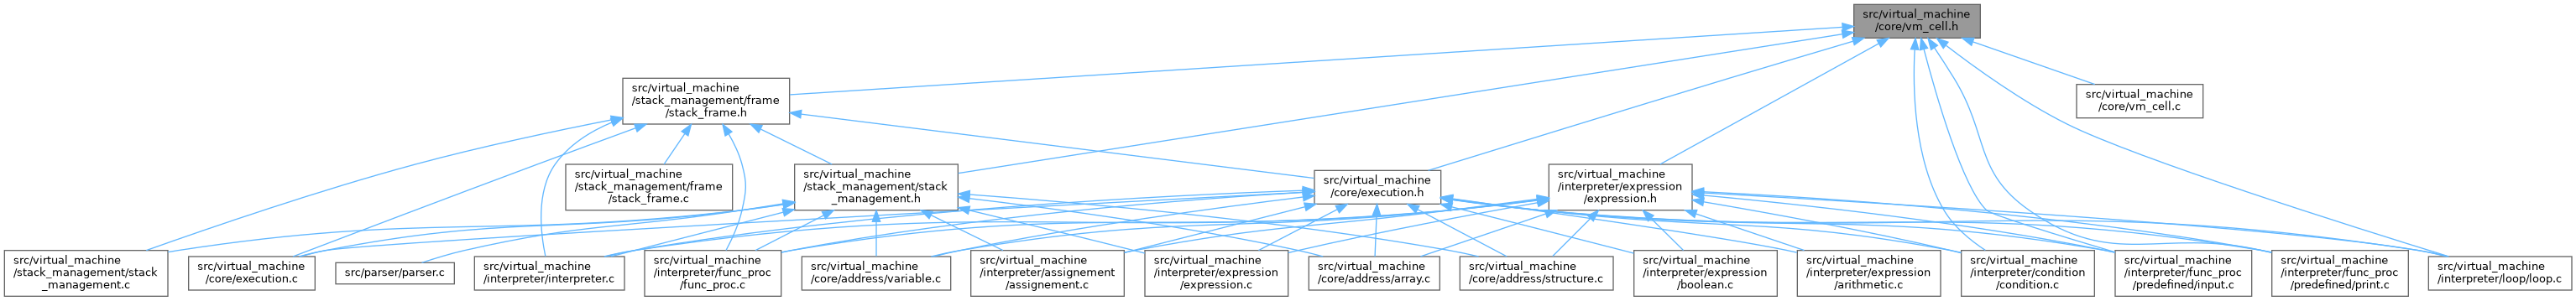 src/virtual_machine
/core/vm_cell.h
src/virtual_machine
/stack_management/frame
/stack_frame.h
src/virtual_machine
/core/vm_cell.c
src/virtual_machine
/stack_management/frame
/stack_frame.c
src/virtual_machine
/stack_management/stack
_management.h
src/virtual_machine
/core/execution.h
src/virtual_machine
/interpreter/expression
/expression.h
src/virtual_machine
/stack_management/stack
_management.c
src/virtual_machine
/core/execution.c
src/parser/parser.c
src/virtual_machine
/interpreter/interpreter.c
src/virtual_machine
/interpreter/func_proc
/func_proc.c
src/virtual_machine
/core/address/variable.c
src/virtual_machine
/interpreter/assignement
/assignement.c
src/virtual_machine
/interpreter/expression
/expression.c
src/virtual_machine
/core/address/array.c
src/virtual_machine
/core/address/structure.c
src/virtual_machine
/interpreter/expression
/boolean.c
src/virtual_machine
/interpreter/expression
/arithmetic.c
src/virtual_machine
/interpreter/condition
/condition.c
src/virtual_machine
/interpreter/func_proc
/predefined/input.c
src/virtual_machine
/interpreter/func_proc
/predefined/print.c
src/virtual_machine
/interpreter/loop/loop.c